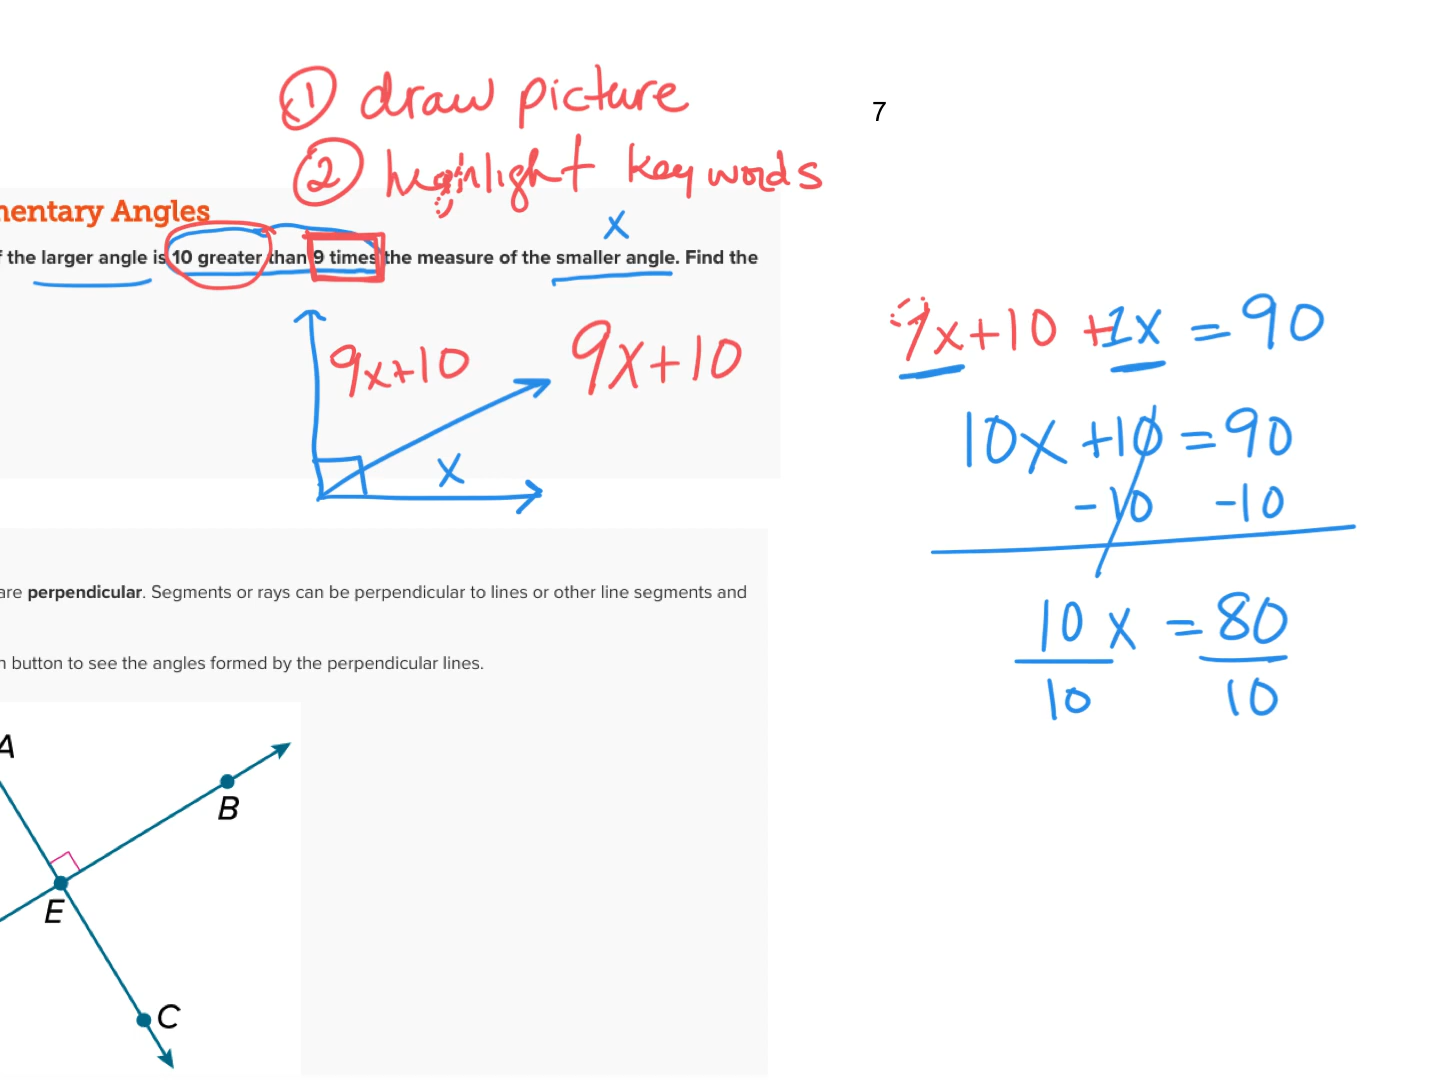 ① draw picture
7
② highlight key words
mentary Angles
x
the larger angle is 10 greater than 9 times the measure of the smaller angle. Find the
9x+10
9x+10
x
9x+10 +1x = 90
10x +10 = 90
-10 -10
10x = 80
10 10
are perpendicular. Segments or rays can be perpendicular to lines or other line segments and
n button to see the angles formed by the perpendicular lines.
A
B
E
C